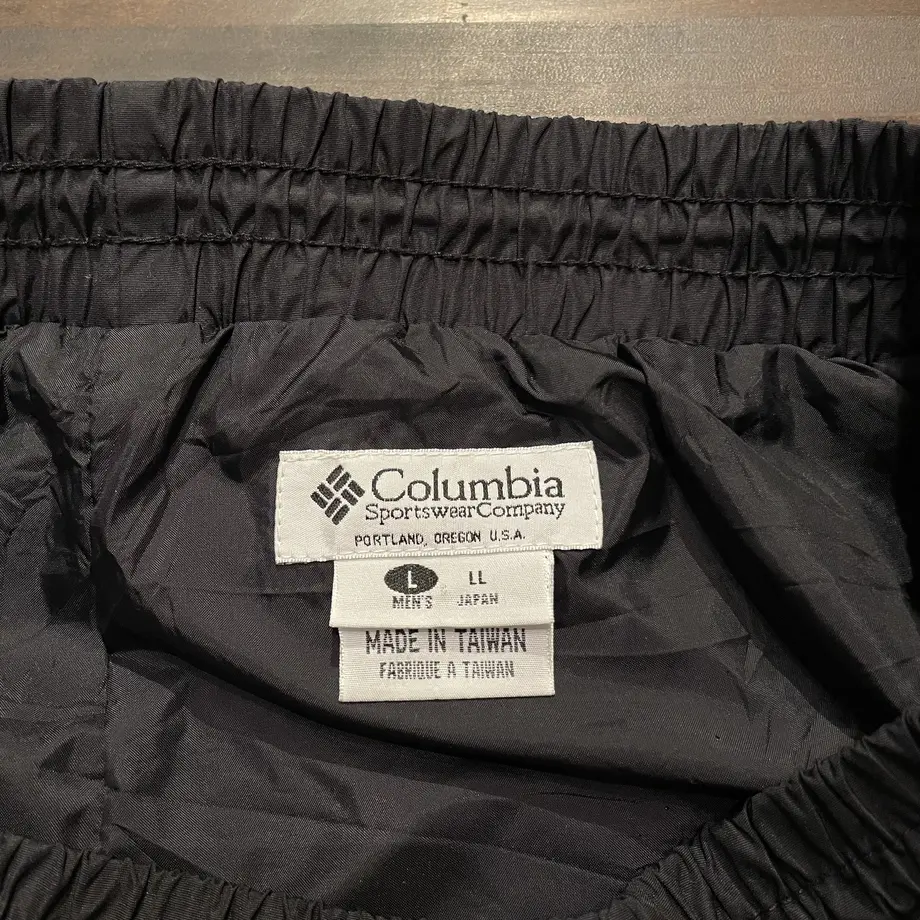 Columbia
SportswearCompany
PORTLAND, OREGON U.S.A.
L LL
MEN'S JAPAN
MADE IN TAIWAN
FABRIQUE A TAIWAN